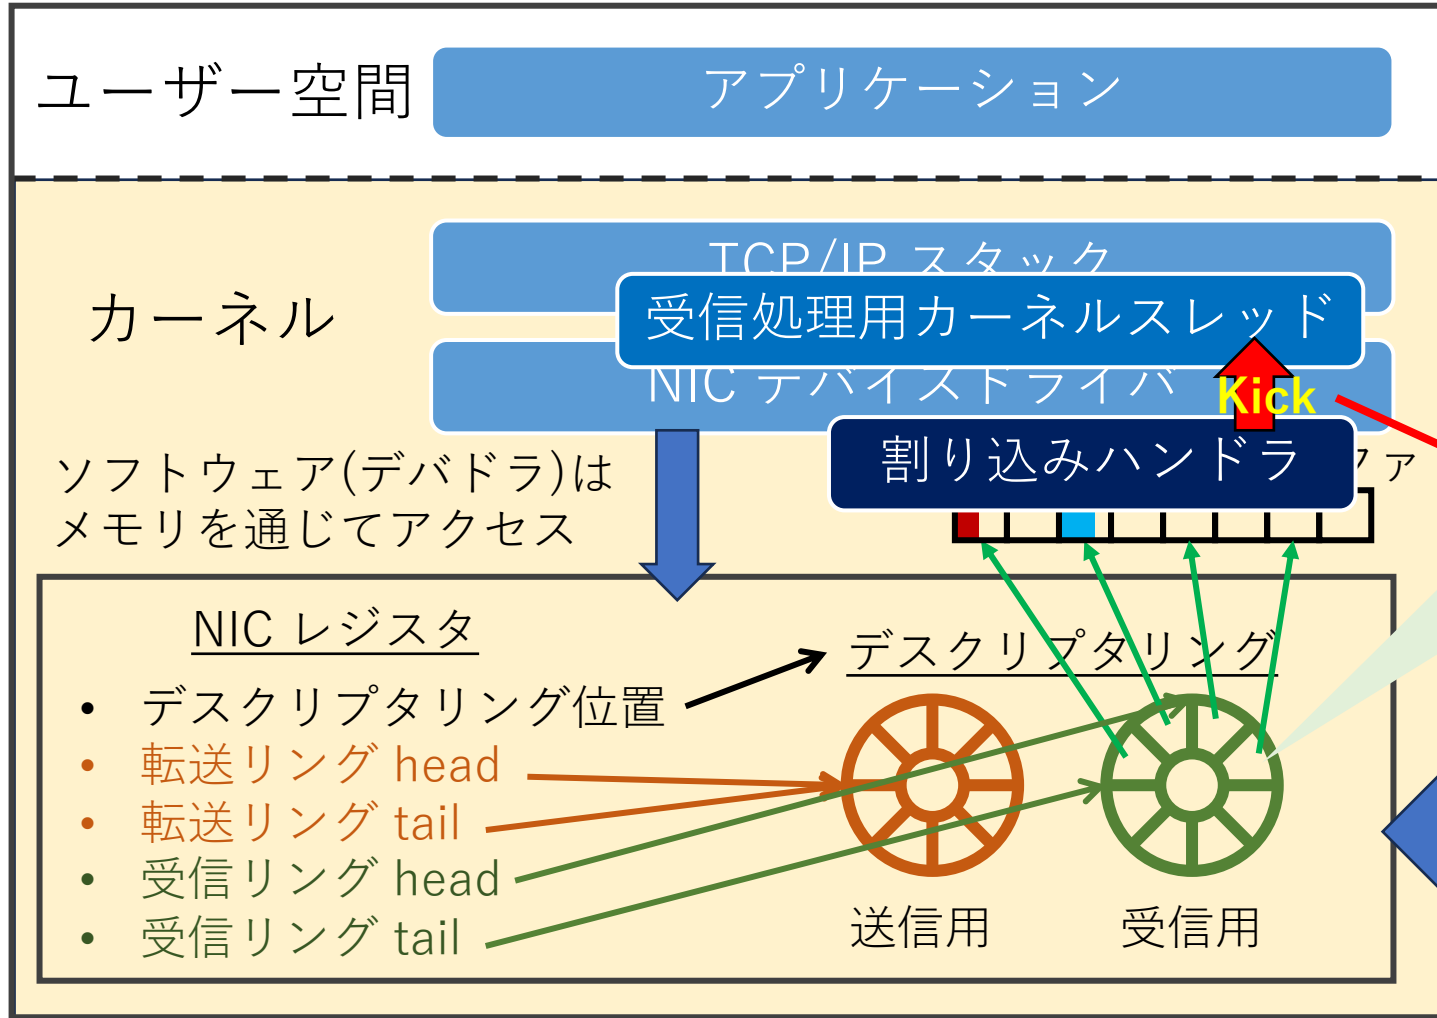 ユーザー空間
アプリケーション
カーネル
TCP/IP スタック
受信処理用カーネルスレッド
NIC デバイスドライバ
Kick
割り込みハンドラ
ファ
ソフトウェア(デバドラ)は
メモリを通じてアクセス
NIC レジスタ
• デスクリプタリング位置
• 転送リング head
• 転送リング tail
• 受信リング head
• 受信リング tail
デスクリプタリング
送信用
受信用